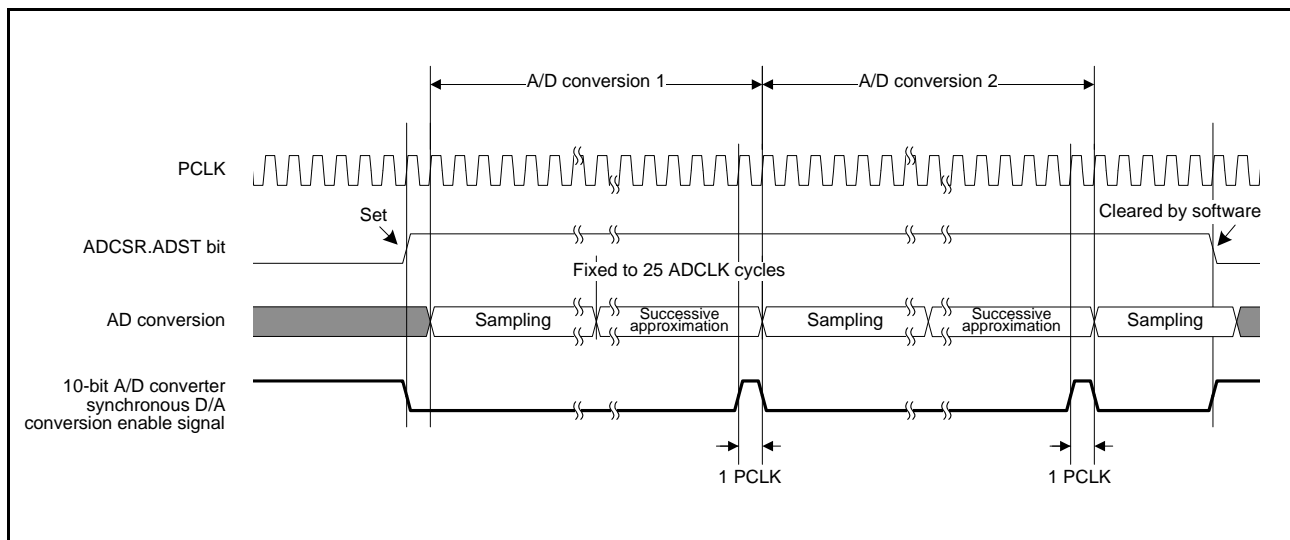 A/D conversion 1
A/D conversion 2
PCLK
Set
Cleared by software
ADCSR.ADST bit
Fixed to 25 ADCLK cycles
AD conversion
Sampling
Successive
approximation
Sampling
Successive
approximation
Sampling
10-bit A/D converter
synchronous D/A
conversion enable signal
1 PCLK
1 PCLK